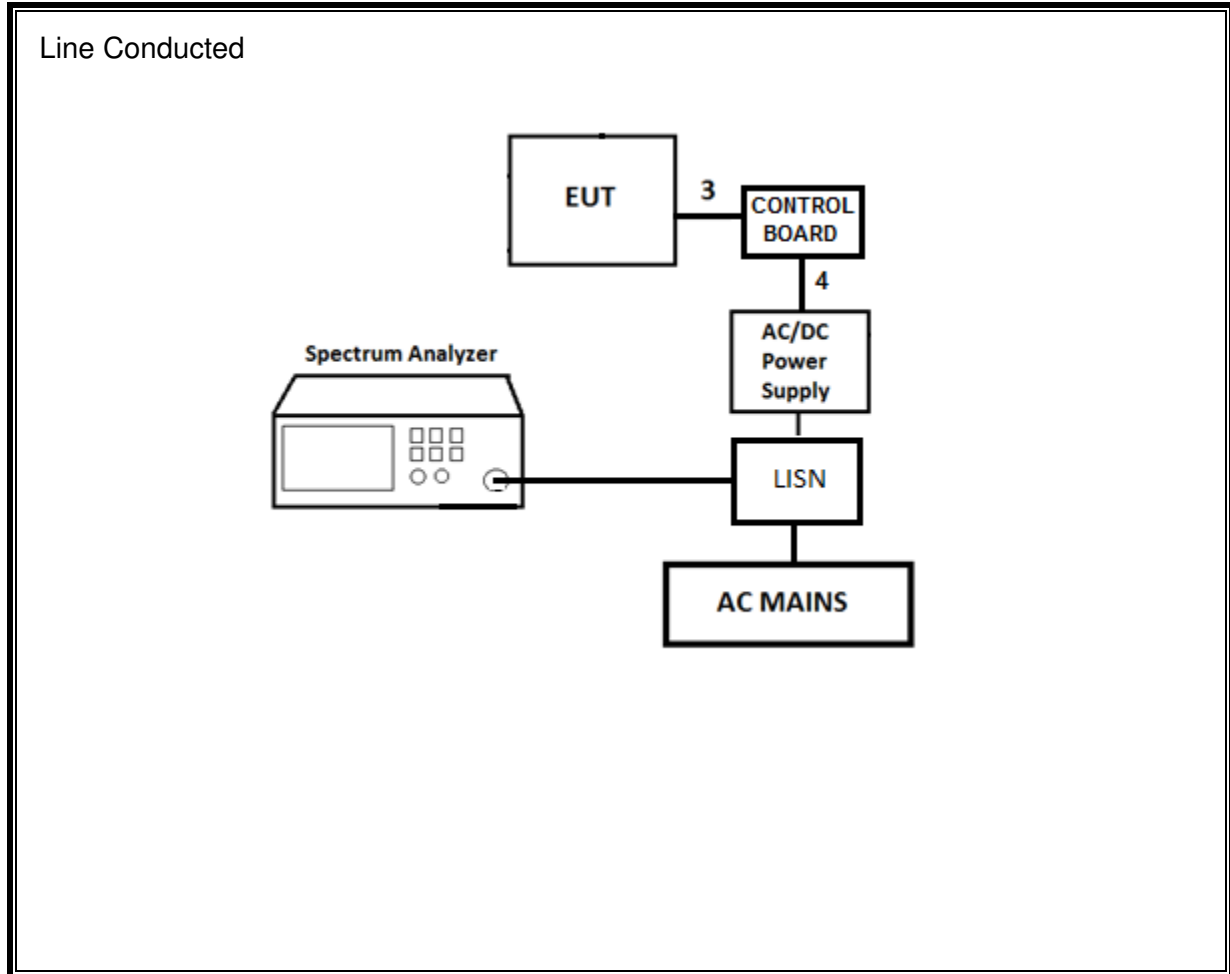 Line Conducted
EUT
3
CONTROL
BOARD
4
AC/DC
Power
Supply
Spectrum Analyzer
LISN
AC MAINS